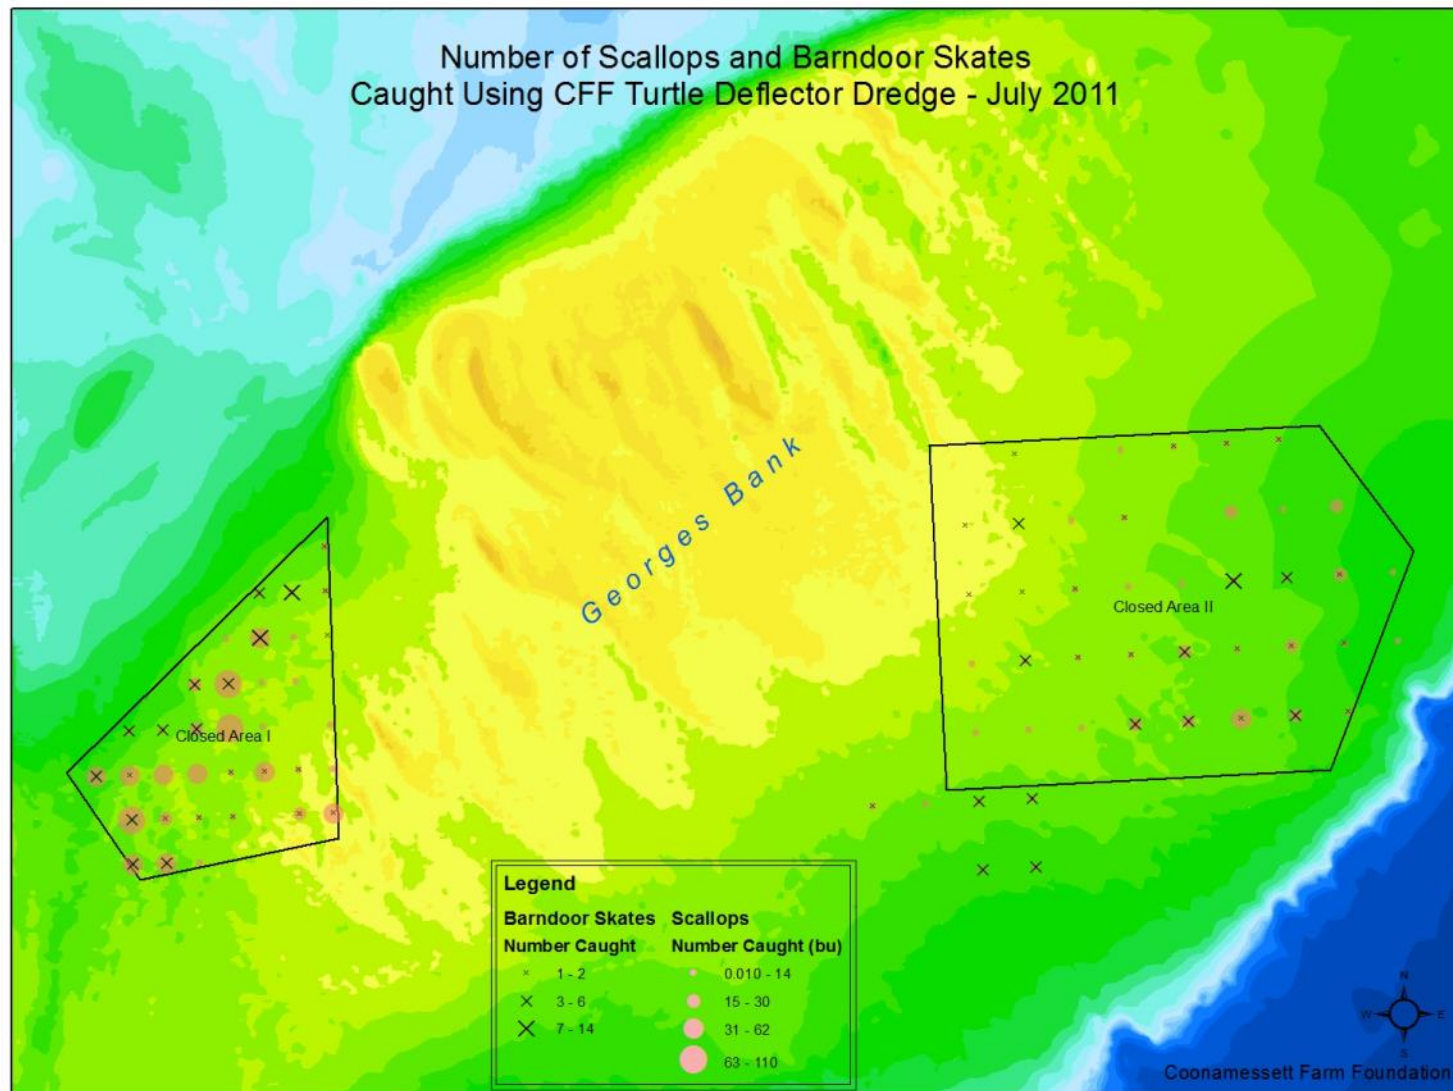 Number of Scallops and Barndoor Skates
Caught Using CFF Turtle Deflector Dredge - July 2011
Georges Bank
Closed Area II
Closed Area I
Legend
Barndoor Skates Scallops
Number Caught Number Caught (bu)
1 - 2 0.010 - 14
3 - 6 15 - 30
7 - 14 31 - 62
63 - 110
N
W E
S
Coonamessett Farm Foundation